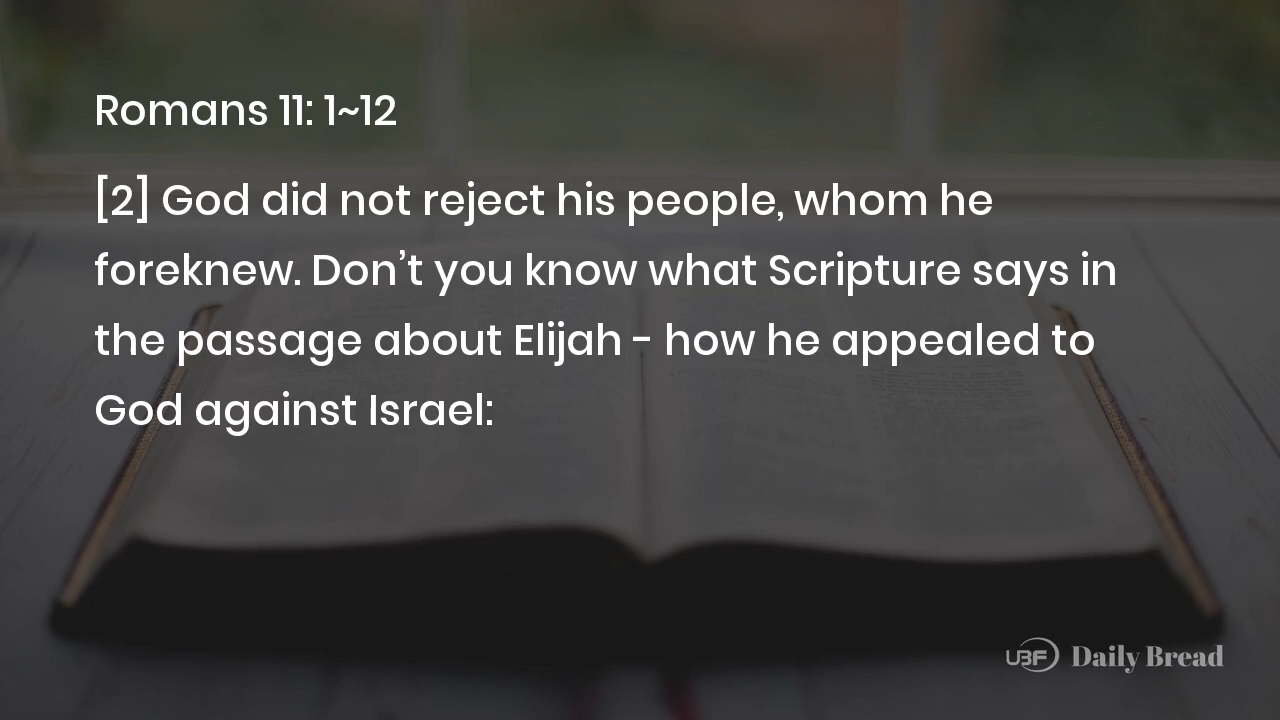 Romans 11: 1~12
[2] God did not reject his people, whom he
foreknew. Don’t you know what Scripture says in
the passage about Elijah - how he appealed to
God against Israel:
UBF Daily Bread